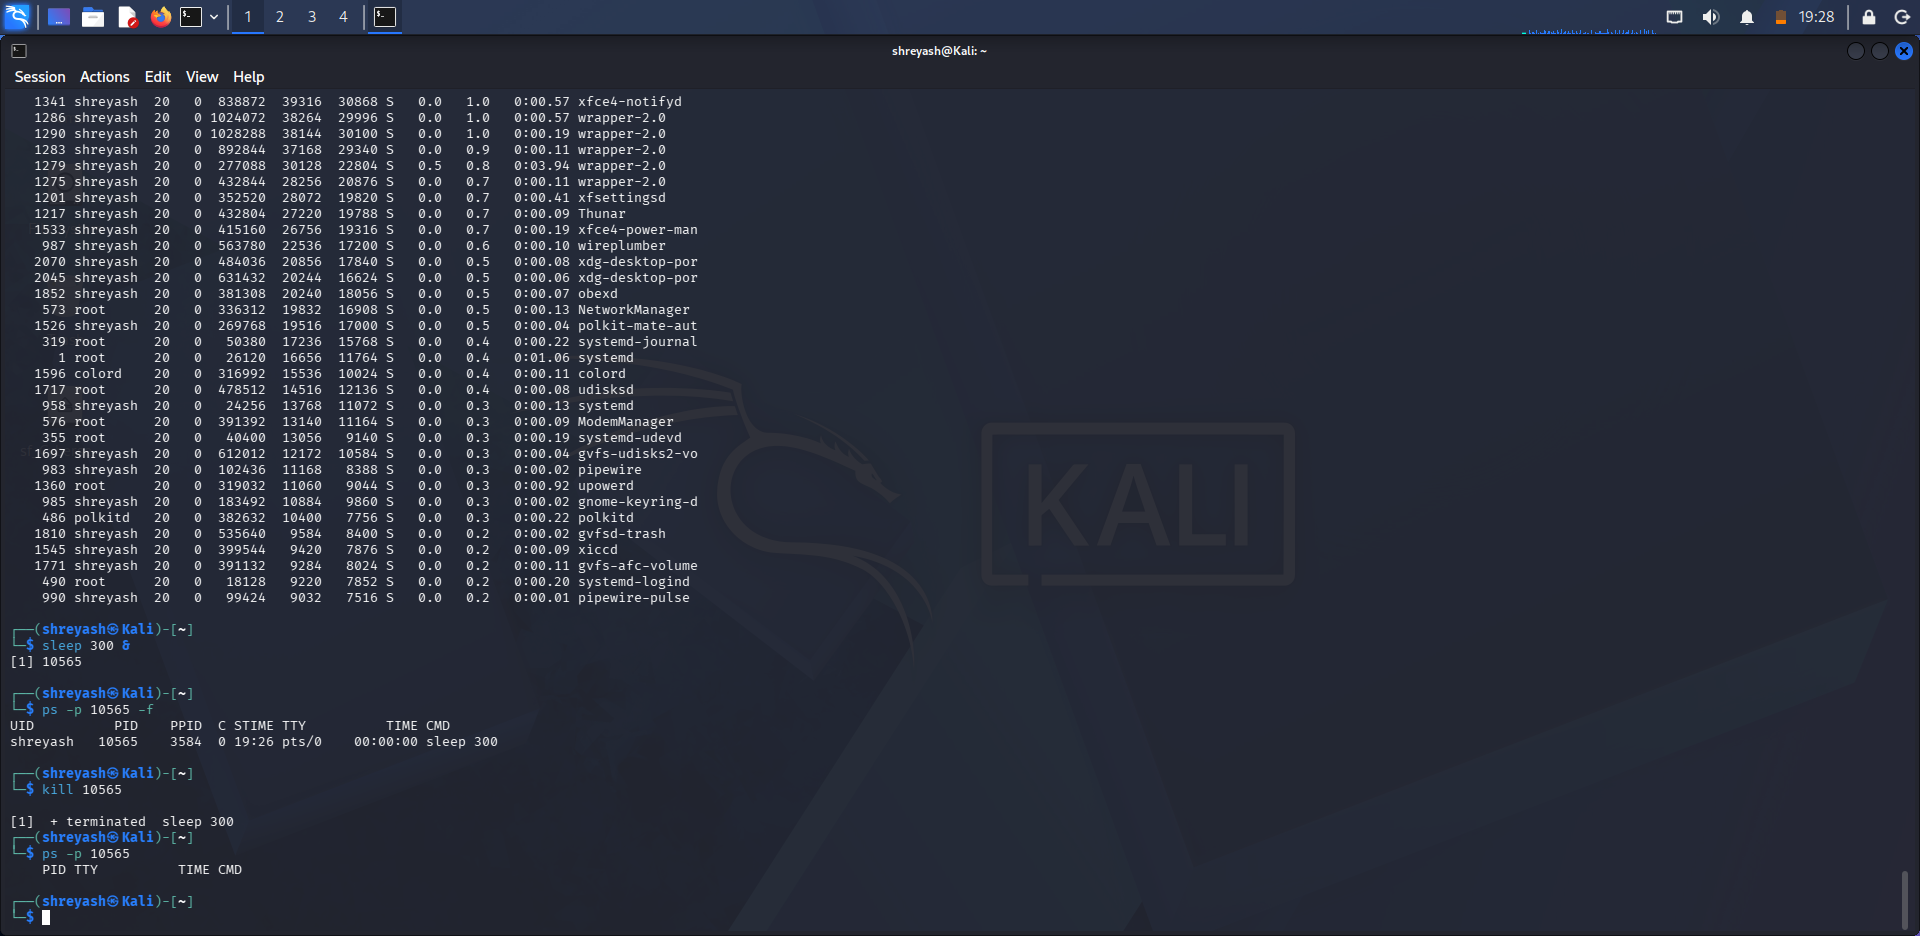 1 2 3 4 19:28
shreyash@Kali: ~
Session Actions Edit View Help
1341 shreyash 20 0 838872 39316 30868 S 0.0 1.0 0:00.57 xfce4-notifyd
1286 shreyash 20 0 1024072 38264 29996 S 0.0 1.0 0:00.57 wrapper-2.0
1290 shreyash 20 0 1028288 38144 30100 S 0.0 1.0 0:00.19 wrapper-2.0
1283 shreyash 20 0 892844 37168 29340 S 0.0 0.9 0:00.11 wrapper-2.0
1279 shreyash 20 0 277088 30128 22804 S 0.5 0.8 0:03.94 wrapper-2.0
1275 shreyash 20 0 432844 28256 20876 S 0.0 0.7 0:00.11 wrapper-2.0
1201 shreyash 20 0 352520 28072 19820 S 0.0 0.7 0:00.41 xfsettingsd
1217 shreyash 20 0 432804 27220 19788 S 0.0 0.7 0:00.09 Thunar
1533 shreyash 20 0 415160 26756 19316 S 0.0 0.7 0:00.19 xfce4-power-man
987 shreyash 20 0 563780 22536 17200 S 0.0 0.6 0:00.10 wireplumber
2070 shreyash 20 0 484036 20856 17840 S 0.0 0.5 0:00.08 xdg-desktop-por
2045 shreyash 20 0 631432 20244 16624 S 0.0 0.5 0:00.06 xdg-desktop-por
1852 shreyash 20 0 381308 20240 18056 S 0.0 0.5 0:00.07 obexd
573 root 20 0 336312 19832 16908 S 0.0 0.5 0:00.13 NetworkManager
1526 shreyash 20 0 269768 19516 17000 S 0.0 0.5 0:00.04 polkit-mate-aut
319 root 20 0 50380 17236 15768 S 0.0 0.4 0:00.22 systemd-journal
1 root 20 0 26120 16656 11764 S 0.0 0.4 0:01.06 systemd
1596 colord 20 0 316992 15536 10024 S 0.0 0.4 0:00.11 colord
1717 root 20 0 478512 14516 12136 S 0.0 0.4 0:00.08 udisksd
958 shreyash 20 0 24256 13768 11072 S 0.0 0.3 0:00.13 systemd
576 root 20 0 391392 13140 11164 S 0.0 0.3 0:00.09 ModemManager
355 root 20 0 40400 13056 9140 S 0.0 0.3 0:00.19 systemd-udevd
1697 shreyash 20 0 612012 12172 10584 S 0.0 0.3 0:00.04 gvfs-udisks2-vo
983 shreyash 20 0 102436 11168 8388 S 0.0 0.3 0:00.02 pipewire
1360 root 20 0 319032 11060 9044 S 0.0 0.3 0:00.92 upowerd
985 shreyash 20 0 183492 10884 9860 S 0.0 0.3 0:00.02 gnome-keyring-d
486 polkitd 20 0 382632 10400 7756 S 0.0 0.3 0:00.22 polkitd
1810 shreyash 20 0 535640 9584 8400 S 0.0 0.2 0:00.02 gvfsd-trash
1545 shreyash 20 0 399544 9420 7876 S 0.0 0.2 0:00.09 xiccd
1771 shreyash 20 0 391132 9284 8024 S 0.0 0.2 0:00.11 gvfs-afc-volume
490 root 20 0 18128 9220 7852 S 0.0 0.2 0:00.20 systemd-logind
990 shreyash 20 0 99424 9032 7516 S 0.0 0.2 0:00.01 pipewire-pulse
┌──(shreyash㉿Kali)-[~]
└─$ sleep 300 &
[1] 10565
┌──(shreyash㉿Kali)-[~]
└─$ ps -p 10565 -f
UID PID PPID C STIME TTY TIME CMD
shreyash 10565 3584 0 19:26 pts/0 00:00:00 sleep 300
┌──(shreyash㉿Kali)-[~]
└─$ kill 10565
[1] + terminated sleep 300
┌──(shreyash㉿Kali)-[~]
└─$ ps -p 10565
PID TTY TIME CMD
┌──(shreyash㉿Kali)-[~]
└─$
KALI